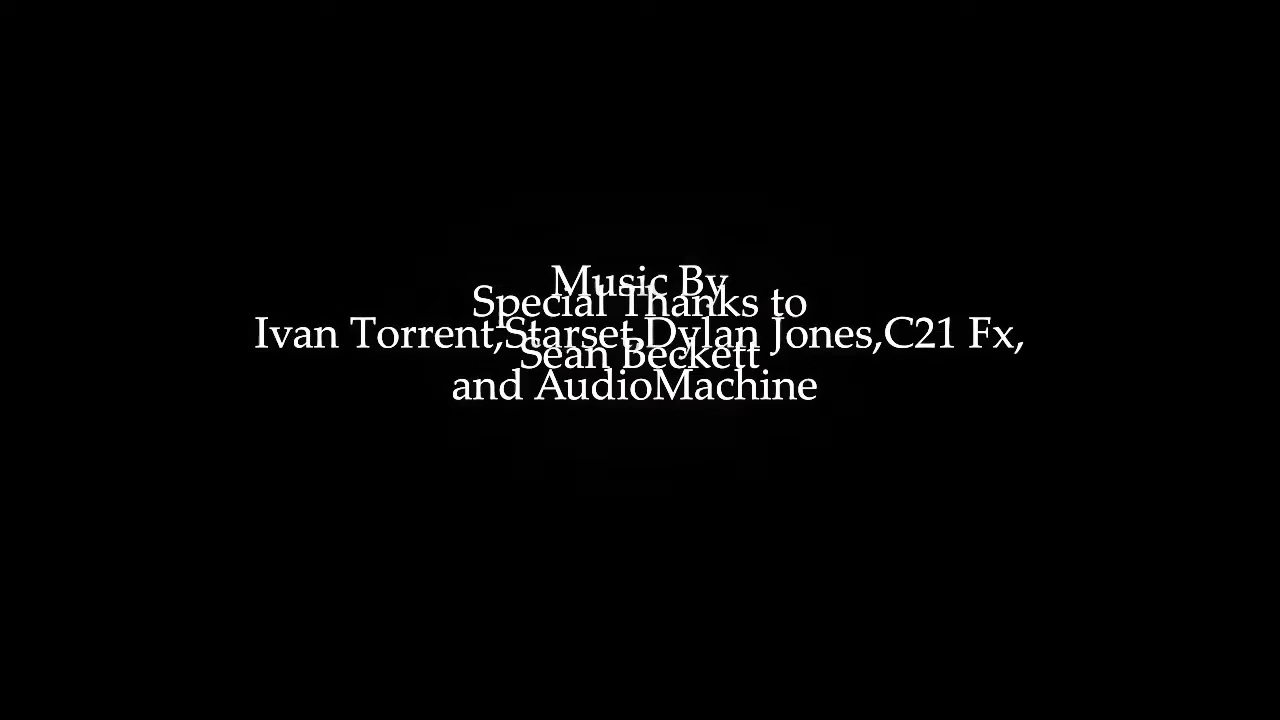 Music By
Special Thanks to
Ivan Torrent,Starset,Dylan Jones,C21 Fx,
Sean Beckett
and AudioMachine